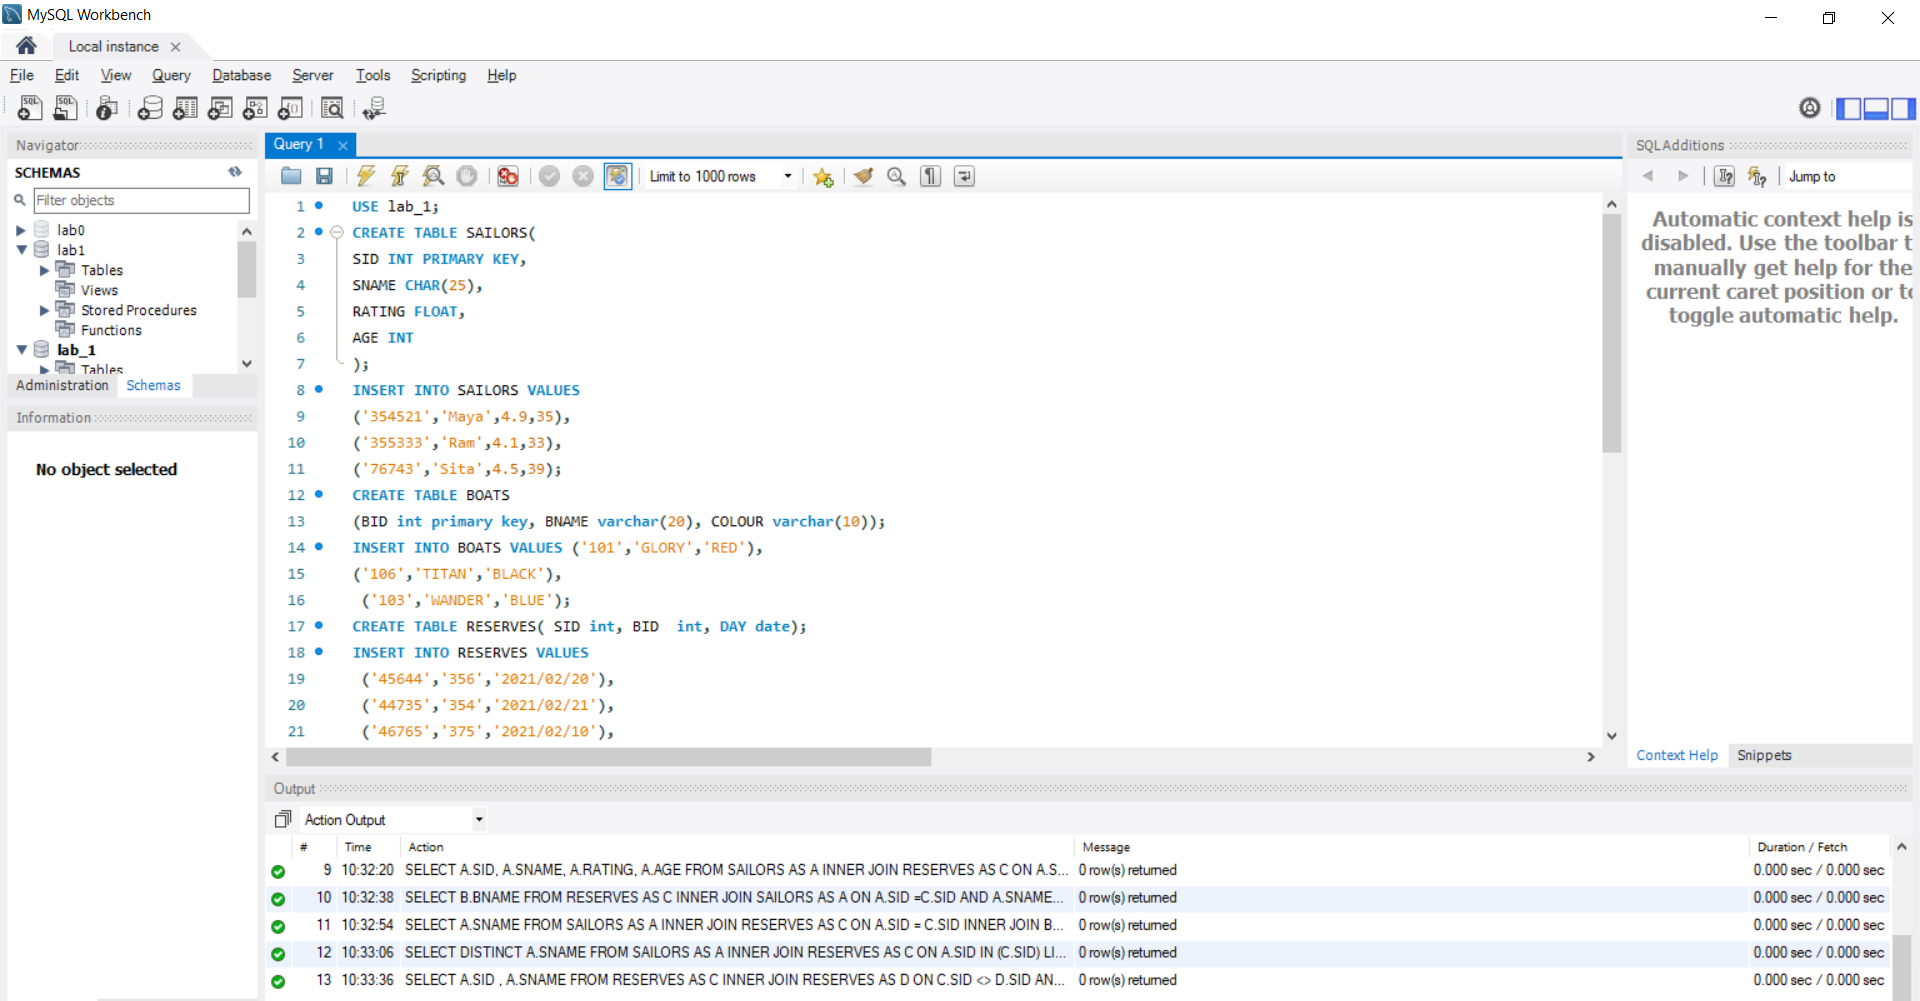 MySQL Workbench
Local instance
File Edit View Query Database Server Tools Scripting Help
Navigator
SCHEMAS
Filter objects
lab0
lab1
Tables
Views
Stored Procedures
Functions
lab_1
Tables
Administration Schemas
Information
No object selected
Query 1
Limit to 1000 rows
1 USE lab_1;
2 CREATE TABLE SAILORS(
3 SID INT PRIMARY KEY,
4 SNAME CHAR(25),
5 RATING FLOAT,
6 AGE INT
7 );
8 INSERT INTO SAILORS VALUES
9 ('354521','Maya',4.9,35),
10 ('355333','Ram',4.1,33),
11 ('76743','Sita',4.5,39);
12 CREATE TABLE BOATS
13 (BID int primary key, BNAME varchar(20), COLOUR varchar(10));
14 INSERT INTO BOATS VALUES ('101','GLORY','RED'),
15 ('106','TITAN','BLACK'),
16 ('103','WANDER','BLUE');
17 CREATE TABLE RESERVES( SID int, BID  int, DAY date);
18 INSERT INTO RESERVES VALUES
19 ('45644','356','2021/02/20'),
20 ('44735','354','2021/02/21'),
21 ('46765','375','2021/02/10'),
SQLAdditions
Jump to
Automatic context help is
disabled. Use the toolbar t
manually get help for the
current caret position or to
toggle automatic help.
Context Help Snippets
Output
Action Output
# Time Action Message Duration / Fetch
9 10:32:20 SELECT A.SID, A.SNAME, A.RATING, A.AGE FROM SAILORS AS A INNER JOIN RESERVES AS C ON A.S... 0 row(s) returned 0.000 sec / 0.000 sec
10 10:32:38 SELECT B.BNAME FROM RESERVES AS C INNER JOIN SAILORS AS A ON A.SID =C.SID AND A.SNAME... 0 row(s) returned 0.000 sec / 0.000 sec
11 10:32:54 SELECT A.SNAME FROM SAILORS AS A INNER JOIN RESERVES AS C ON A.SID = C.SID INNER JOIN B... 0 row(s) returned 0.000 sec / 0.000 sec
12 10:33:06 SELECT DISTINCT A.SNAME FROM SAILORS AS A INNER JOIN RESERVES AS C ON A.SID IN (C.SID) LI... 0 row(s) returned 0.000 sec / 0.000 sec
13 10:33:36 SELECT A.SID , A.SNAME FROM RESERVES AS C INNER JOIN RESERVES AS D ON C.SID <> D.SID AN... 0 row(s) returned 0.000 sec / 0.000 sec